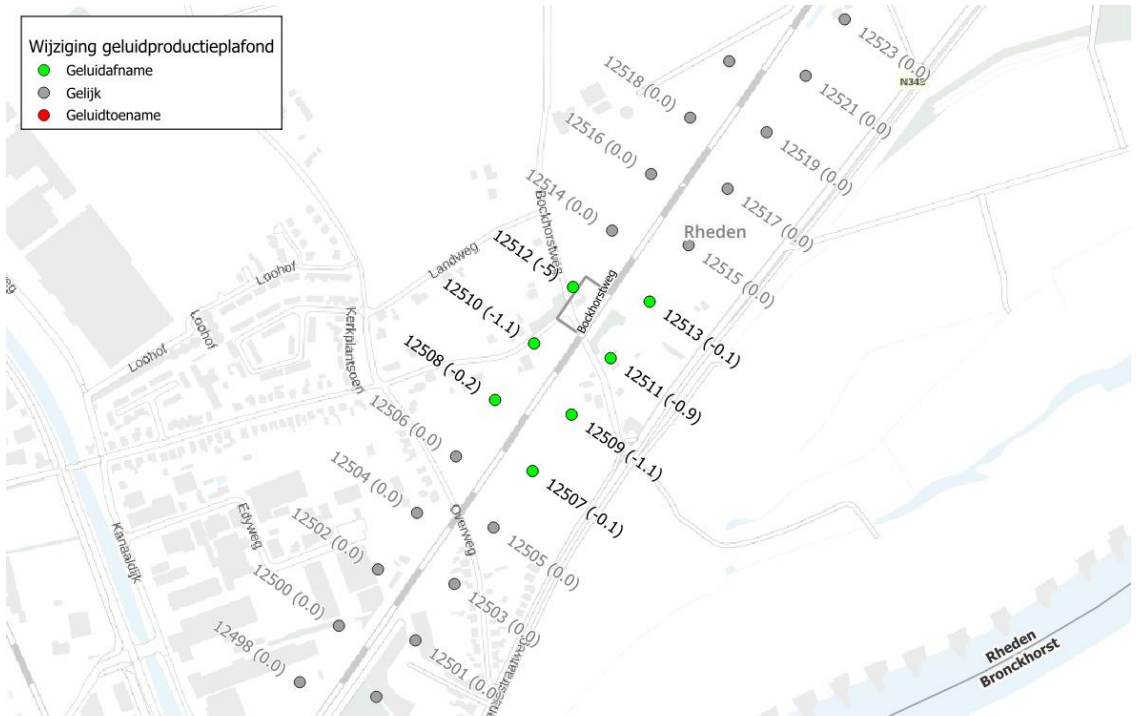 Wijziging geluidproductieplafond
Geluidafname
Gelijk
Geluidtoename
12523 (0.0)
N348
12518 (0.0)
12521 (0.0)
12516 (0.0)
12519 (0.0)
12514 (0.0)
12517 (0.0)
Bockhorstweg
Rheden
12515 (0.0)
Landweg
12512 (-5)
Bockhorstweg
Loohof
12510 (-1.1)
12513 (-0.1)
Loohof
Kerkplantsoen
Loohof
12508 (-0.2)
12511 (-0.9)
12506 (0.0)
12509 (-1.1)
12504 (0.0)
12507 (-0.1)
Overweg
Edyweg
Kanaaldijk
12502 (0.0)
12505 (0.0)
12500 (0.0)
12503 (0.0)
12498 (0.0)
12501 (0.0)
Rheden
Bronckhorst